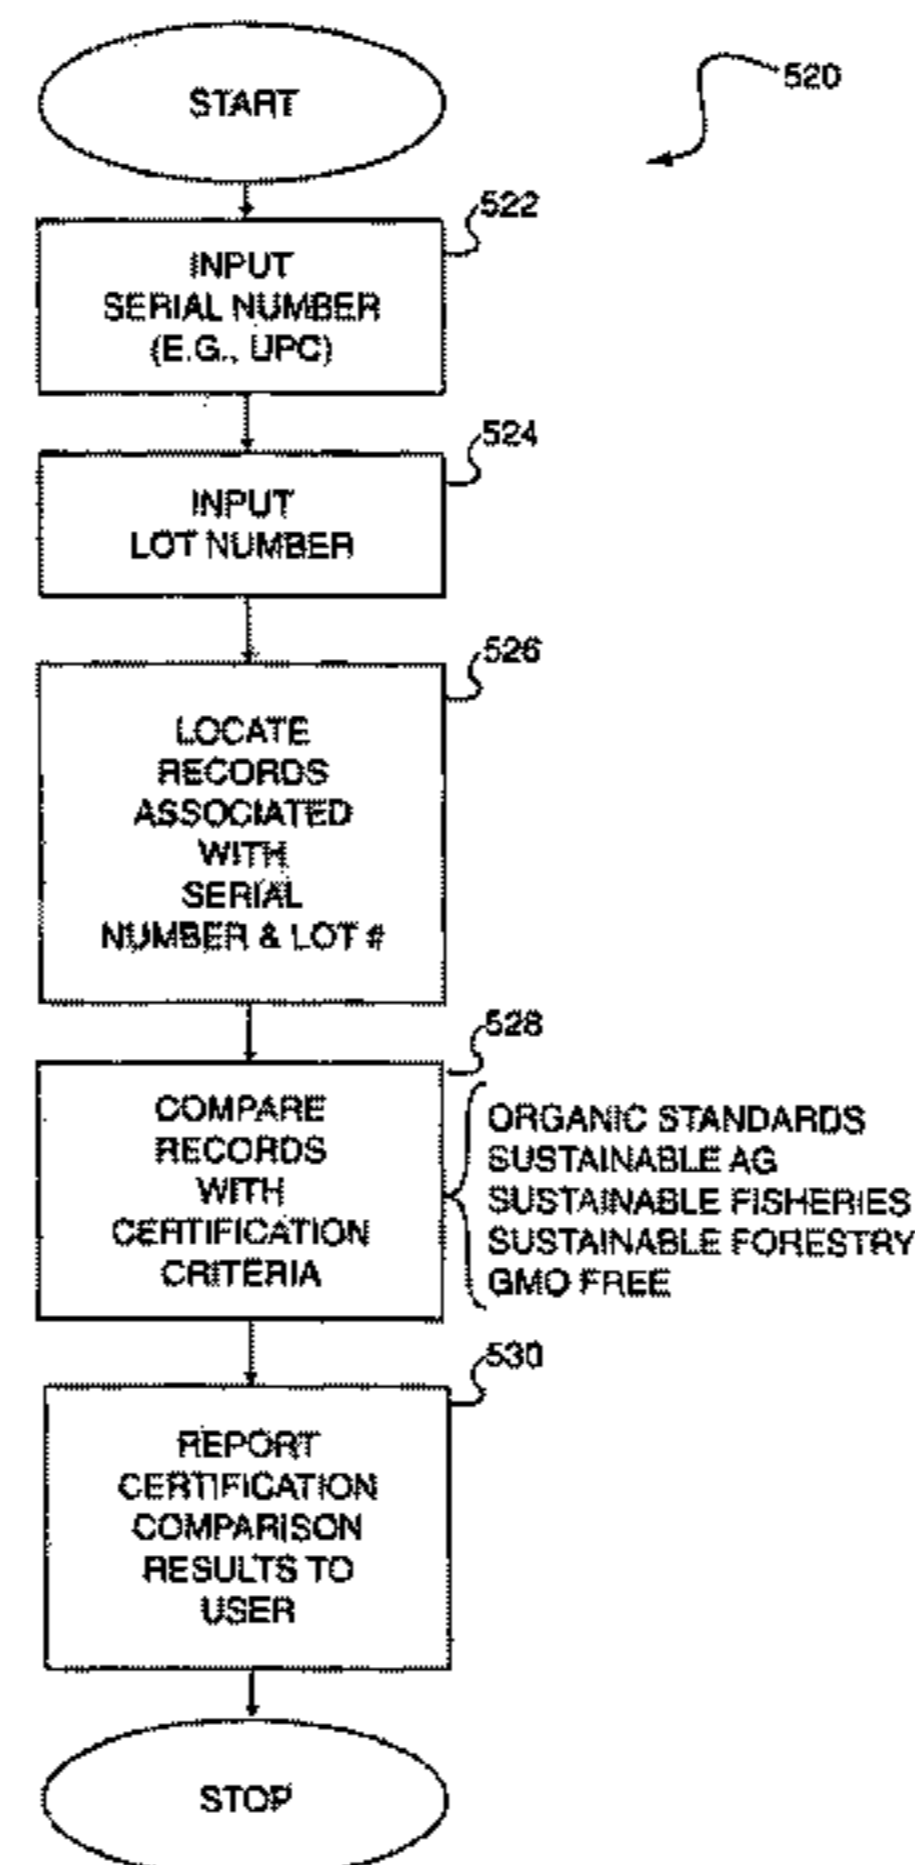 START
520
522
INPUT
SERIAL NUMBER
(E.G., UPC)
524
INPUT
LOT NUMBER
526
LOCATE
RECORDS
ASSOCIATED
WITH
SERIAL
NUMBER & LOT #
528
COMPARE
RECORDS
WITH
CERTIFICATION
CRITERIA
ORGANIC STANDARDS
SUSTAINABLE AG
SUSTAINABLE FISHERIES
SUSTAINABLE FORESTRY
GMO FREE
530
REPORT
CERTIFICATION
COMPARISON
RESULTS TO
USER
STOP